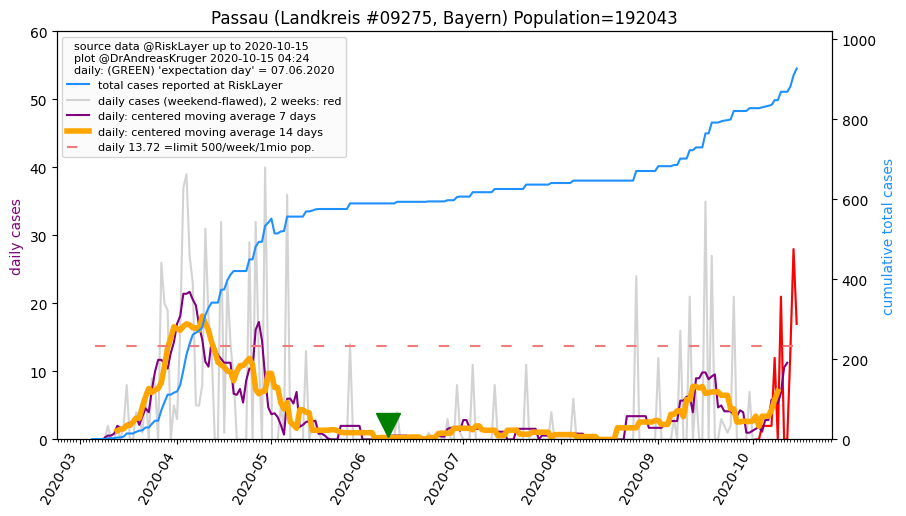 Passau (Landkreis #09275, Bayern) Population=192043
source data @RiskLayer up to 2020-10-15
plot @DrAndreasKruger 2020-10-15 04:24
daily: (GREEN) 'expectation day' = 07.06.2020
total cases reported at RiskLayer
daily cases (weekend-flawed), 2 weeks: red
daily: centered moving average 7 days
daily: centered moving average 14 days
daily 13.72 =limit 500/week/1mio pop.
daily cases
60
50
40
30
20
10
0
cumulative total cases
1000
800
600
400
200
0
2020-03
2020-04
2020-05
2020-06
2020-07
2020-08
2020-09
2020-10